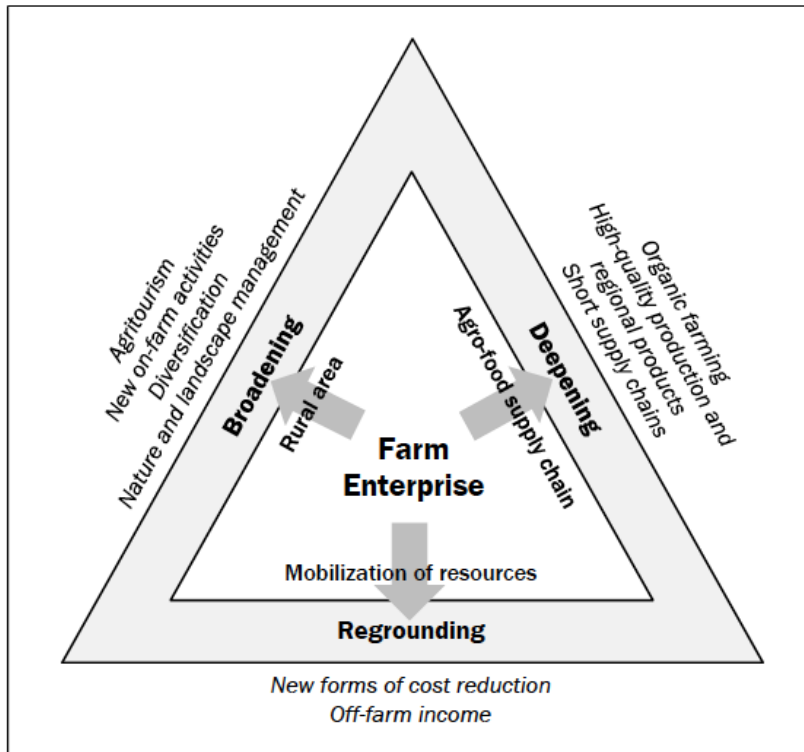 Agritourism
New on-farm activities
Diversification
Nature and landscape management
Broadening
Rural area
Organic farming
High-quality production and
regional products
Short supply chains
Deepening
Agro-food supply chain
Farm
Enterprise
Mobilization of resources
Regrounding
New forms of cost reduction
Off-farm income